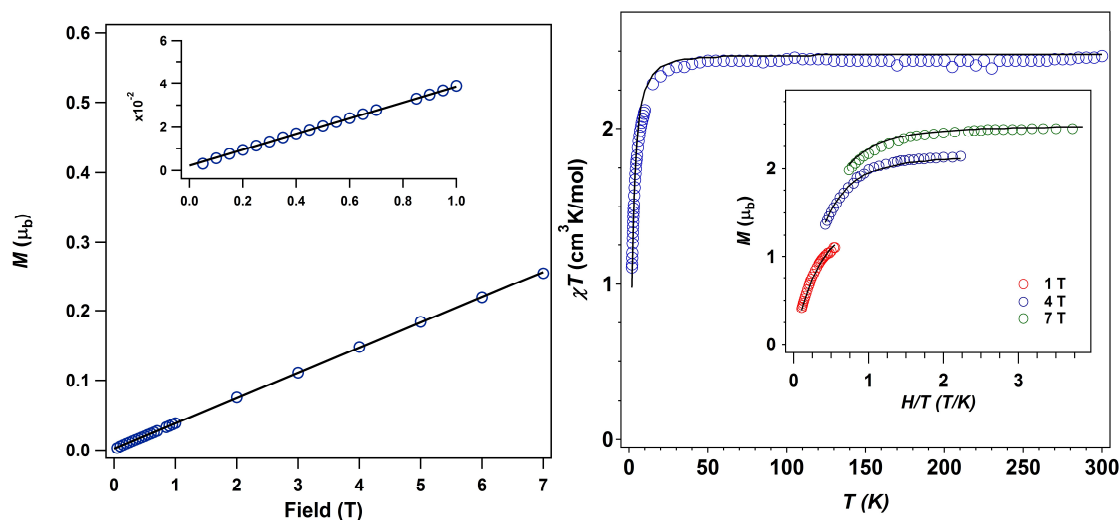 0.6
0.5
0.4
0.3
0.2
0.1
0.0
M (μb)
0 1 2 3 4 5 6 7
Field (T)
6
4
2
0
x10-2
0.0 0.2 0.4 0.6 0.8 1.0
2
1
0
χT (cm3K/mol)
0 50 100 150 200 250 300
T (K)
2
1
0
M (μb)
1 T
4 T
7 T
0 1 2 3
H/T (T/K)